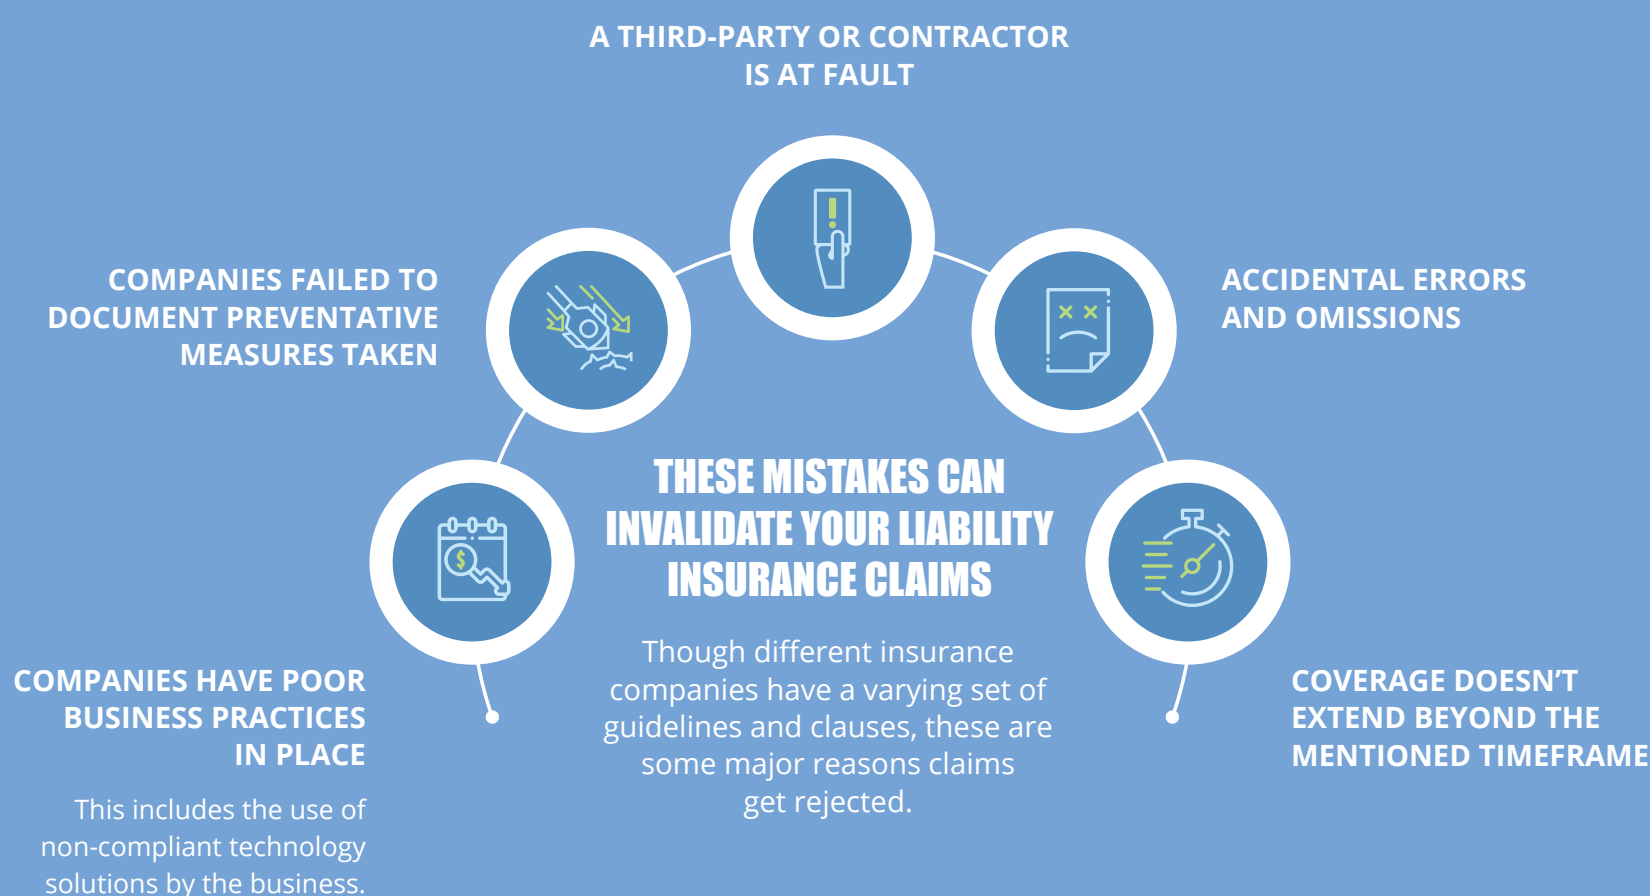 A THIRD-PARTY OR CONTRACTOR
IS AT FAULT
COMPANIES FAILED TO
DOCUMENT PREVENTATIVE
MEASURES TAKEN
ACCIDENTAL ERRORS
AND OMISSIONS
THESE MISTAKES CAN
INVALIDATE YOUR LIABILITY
INSURANCE CLAIMS
Though different insurance
companies have a varying set of
guidelines and clauses, these are
some major reasons claims
get rejected.
COMPANIES HAVE POOR
BUSINESS PRACTICES
IN PLACE
This includes the use of
non-compliant technology
solutions by the business.
COVERAGE DOESN’T
EXTEND BEYOND THE
MENTIONED TIMEFRAME